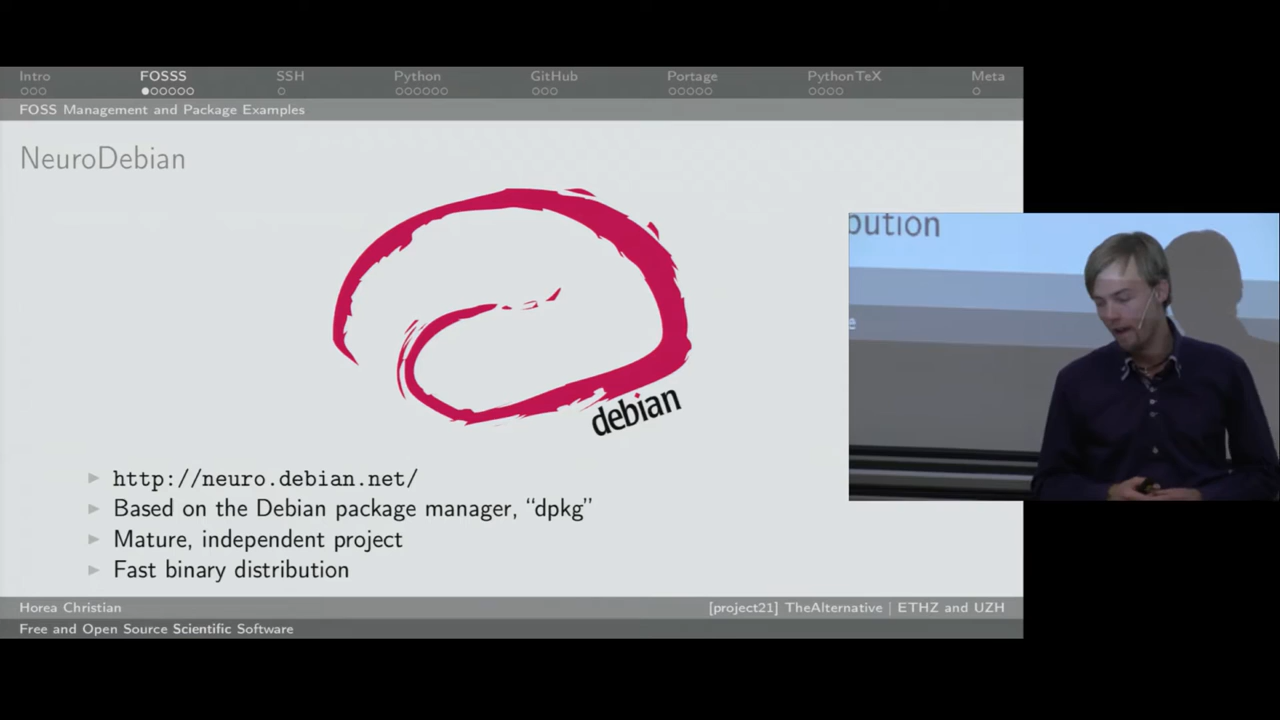 Intro FOSSS SSH Python GitHub Portage PythonTeX Meta
FOSS Management and Package Examples
NeuroDebian
debian
http://neuro.debian.net/
Based on the Debian package manager, “dpkg”
Mature, independent project
Fast binary distribution
Horea Christian [project21] TheAlternative | ETHZ and UZH
Free and Open Source Scientific Software
bution
e